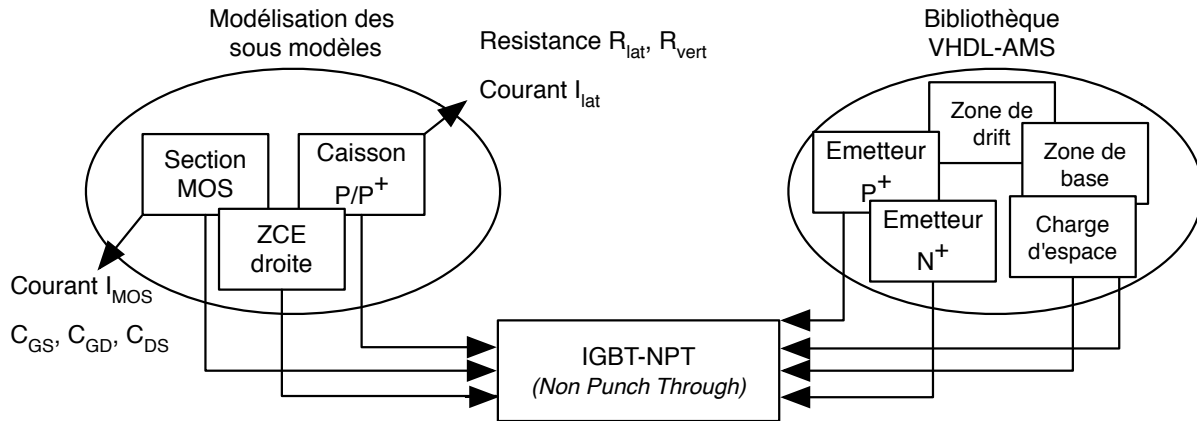 Modélisation des
sous modèles
Resistance R_lat, R_vert
Courant I_lat
Section
MOS
Caisson
P/P+
ZCE
droite
Courant I_MOS
C_GS, C_GD, C_DS
Bibliothèque
VHDL-AMS
Zone de
drift
Emetteur
P+
Zone de
base
Emetteur
N+
Charge
d'espace
IGBT-NPT
(Non Punch Through)